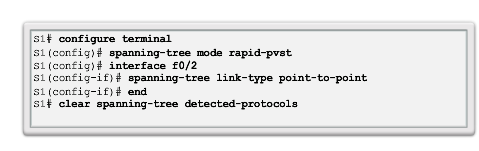 S1# configure terminal
S1(config)# spanning-tree mode rapid-pvst
S1(config)# interface f0/2
S1(config-if)# spanning-tree link-type point-to-point
S1(config-if)# end
S1# clear spanning-tree detected-protocols